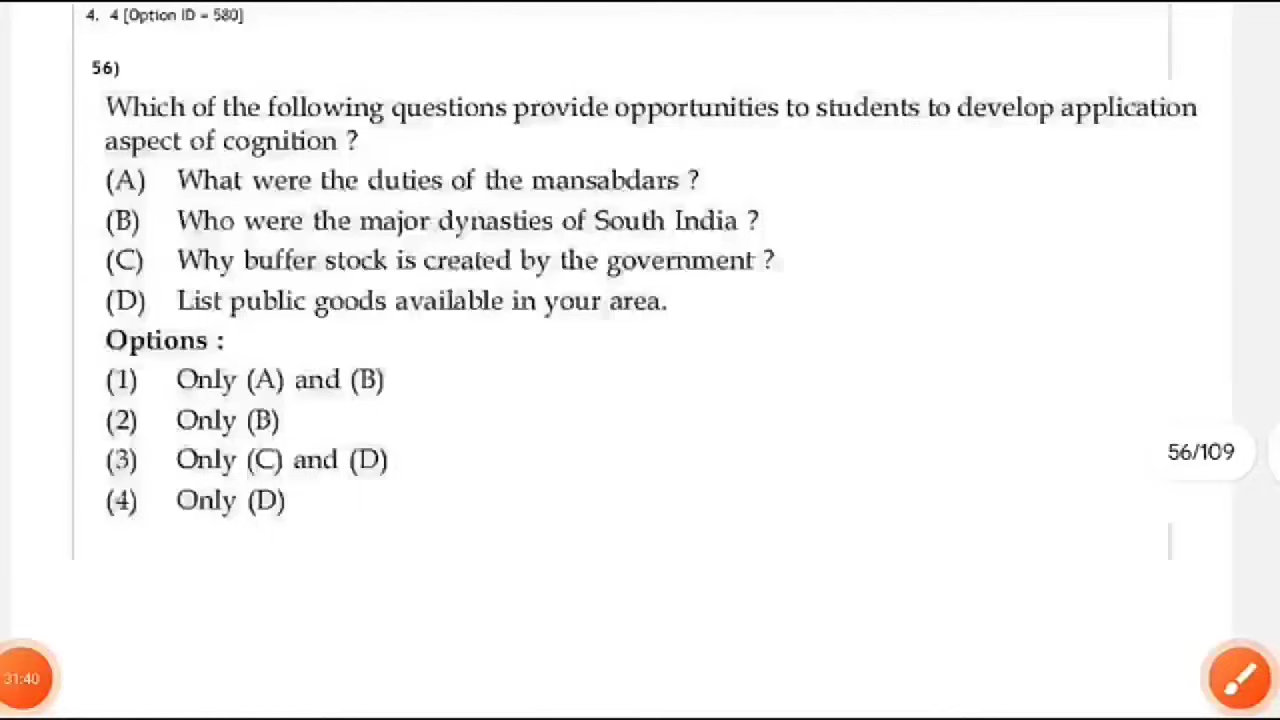 4. 4 [Option ID = 580]
56)
Which of the following questions provide opportunities to students to develop application
aspect of cognition ?
(A) What were the duties of the mansabdars ?
(B) Who were the major dynasties of South India ?
(C) Why buffer stock is created by the government ?
(D) List public goods available in your area.
Options :
(1) Only (A) and (B)
(2) Only (B)
(3) Only (C) and (D)
(4) Only (D)
56/109
31:40